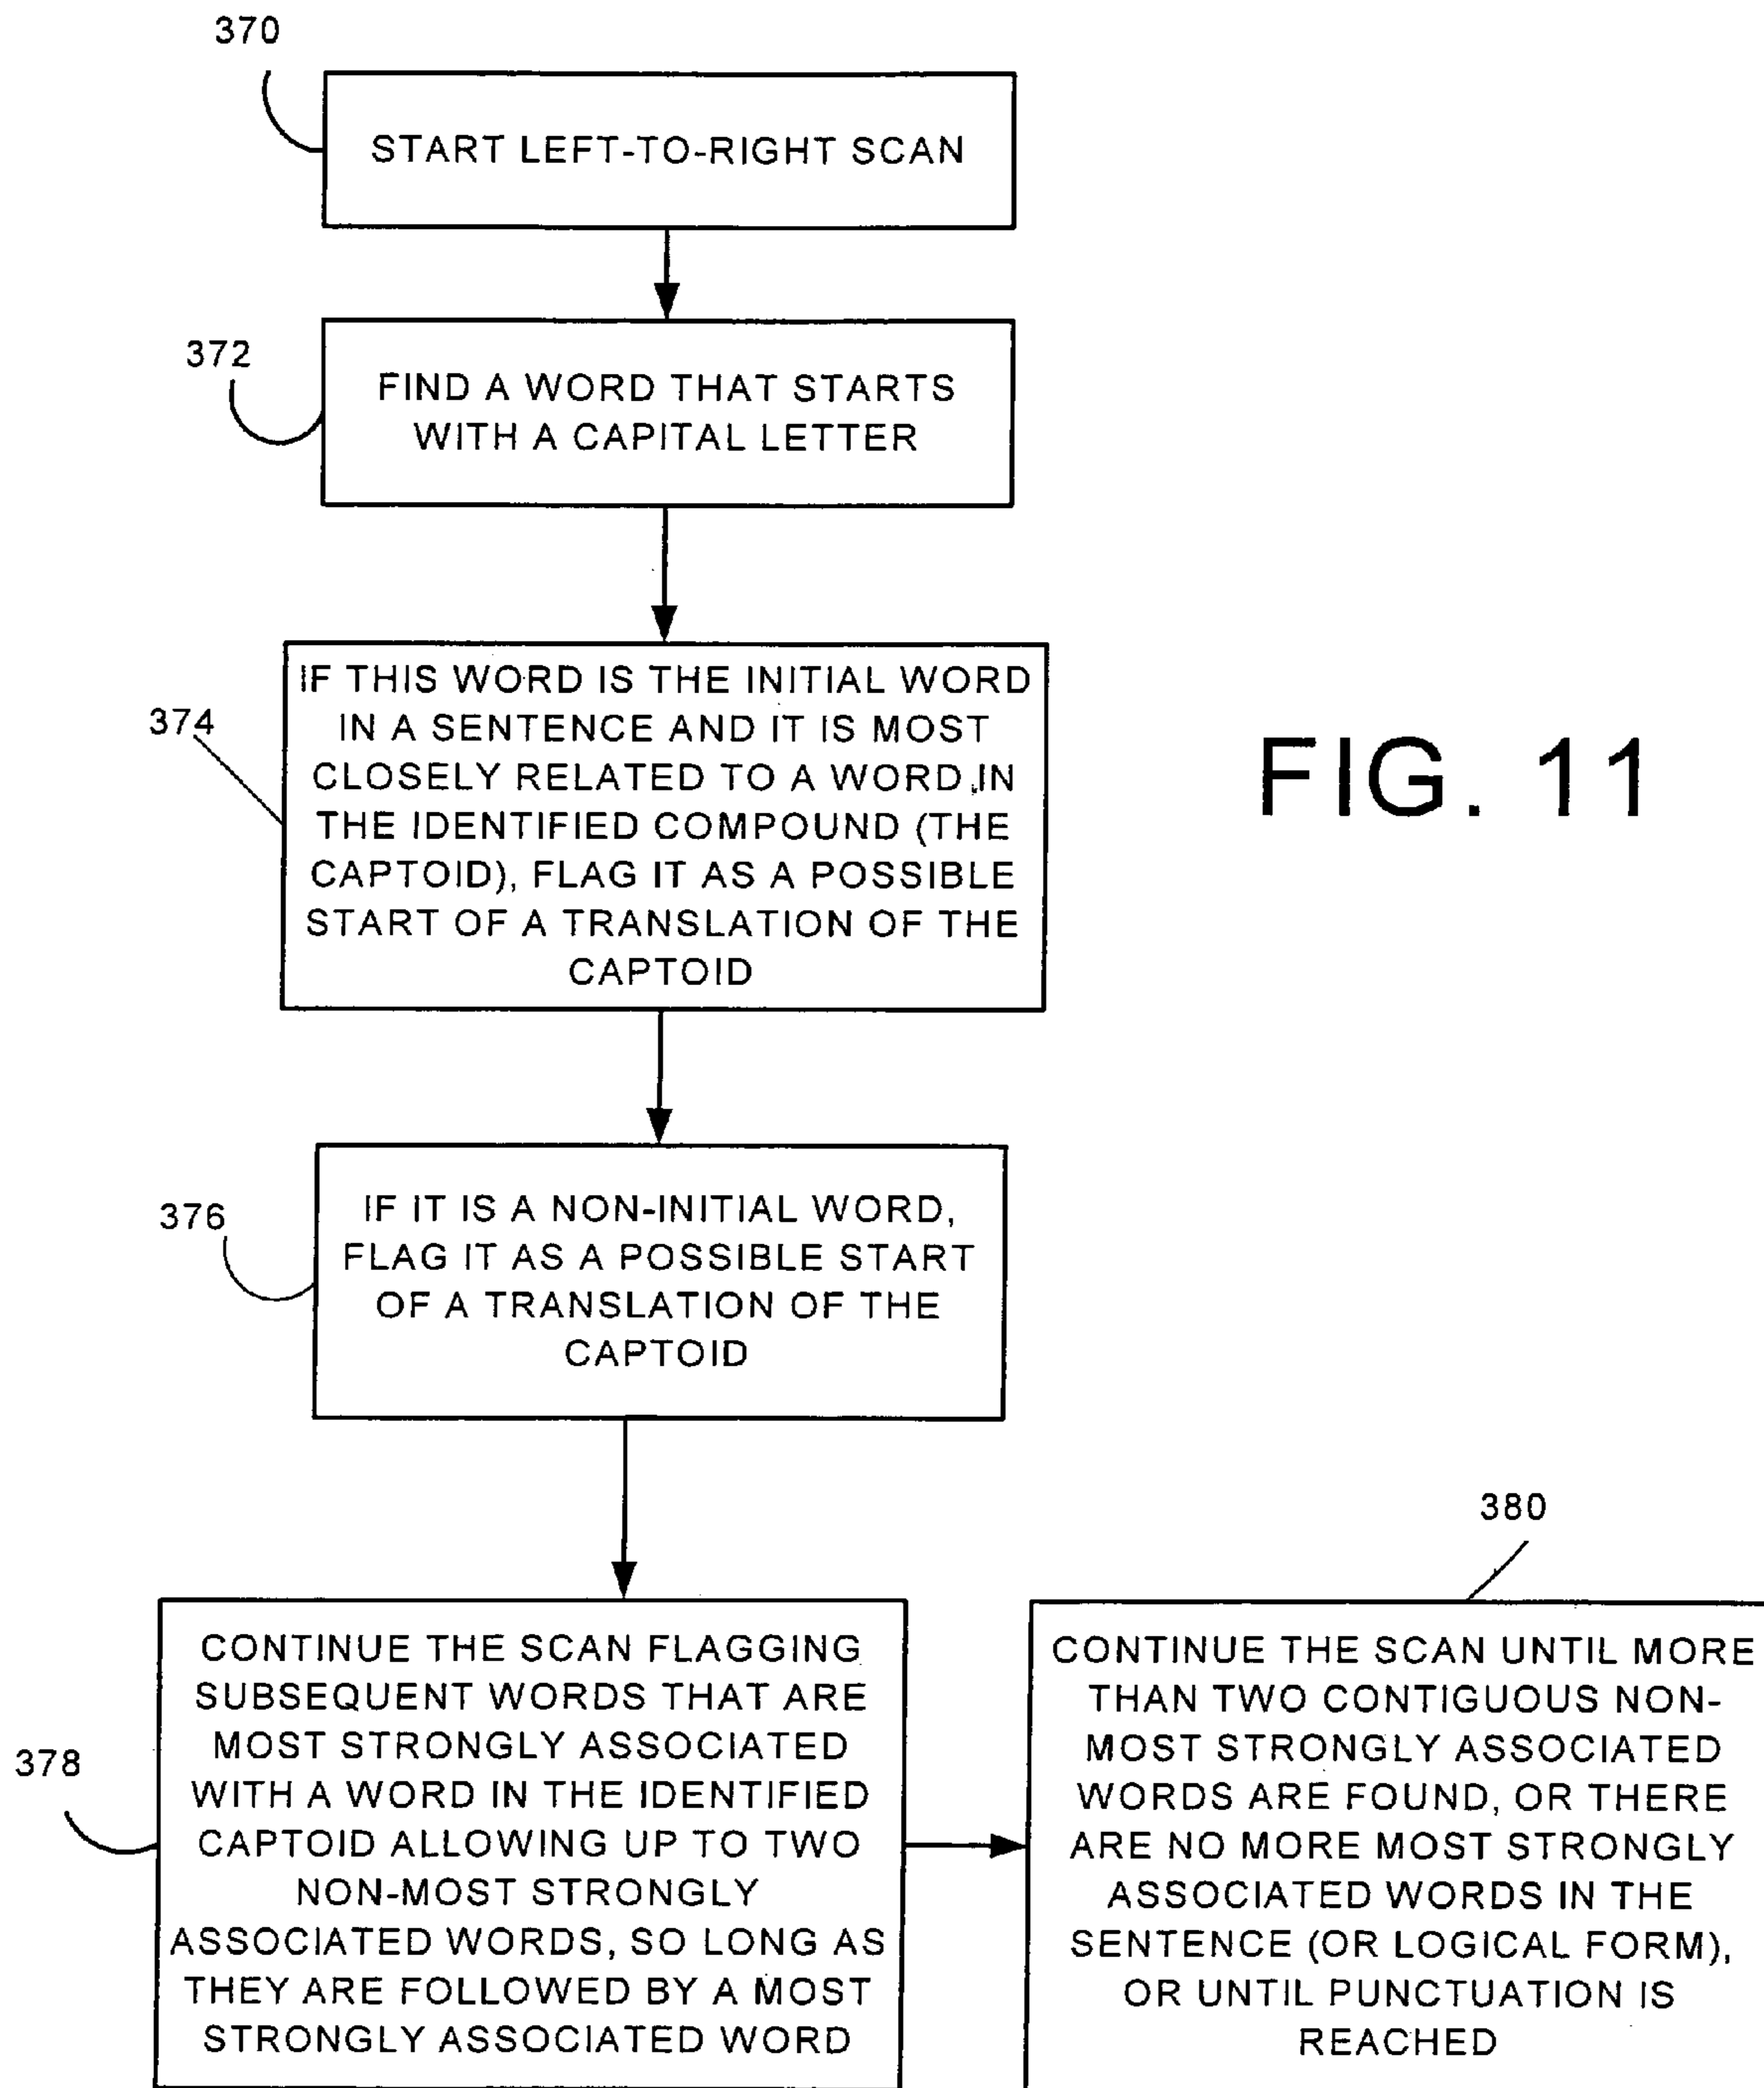 370
START LEFT-TO-RIGHT SCAN
372
FIND A WORD THAT STARTS
WITH A CAPITAL LETTER
374
IF THIS WORD IS THE INITIAL WORD
IN A SENTENCE AND IT IS MOST
CLOSELY RELATED TO A WORD IN
THE IDENTIFIED COMPOUND (THE
CAPTOID), FLAG IT AS A POSSIBLE
START OF A TRANSLATION OF THE
CAPTOID
FIG. 11
376
IF IT IS A NON-INITIAL WORD,
FLAG IT AS A POSSIBLE START
OF A TRANSLATION OF THE
CAPTOID
378
CONTINUE THE SCAN FLAGGING
SUBSEQUENT WORDS THAT ARE
MOST STRONGLY ASSOCIATED
WITH A WORD IN THE IDENTIFIED
CAPTOID ALLOWING UP TO TWO
NON-MOST STRONGLY
ASSOCIATED WORDS, SO LONG AS
THEY ARE FOLLOWED BY A MOST
STRONGLY ASSOCIATED WORD
380
CONTINUE THE SCAN UNTIL MORE
THAN TWO CONTIGUOUS NON-
MOST STRONGLY ASSOCIATED
WORDS ARE FOUND, OR THERE
ARE NO MORE MOST STRONGLY
ASSOCIATED WORDS IN THE
SENTENCE (OR LOGICAL FORM),
OR UNTIL PUNCTUATION IS
REACHED